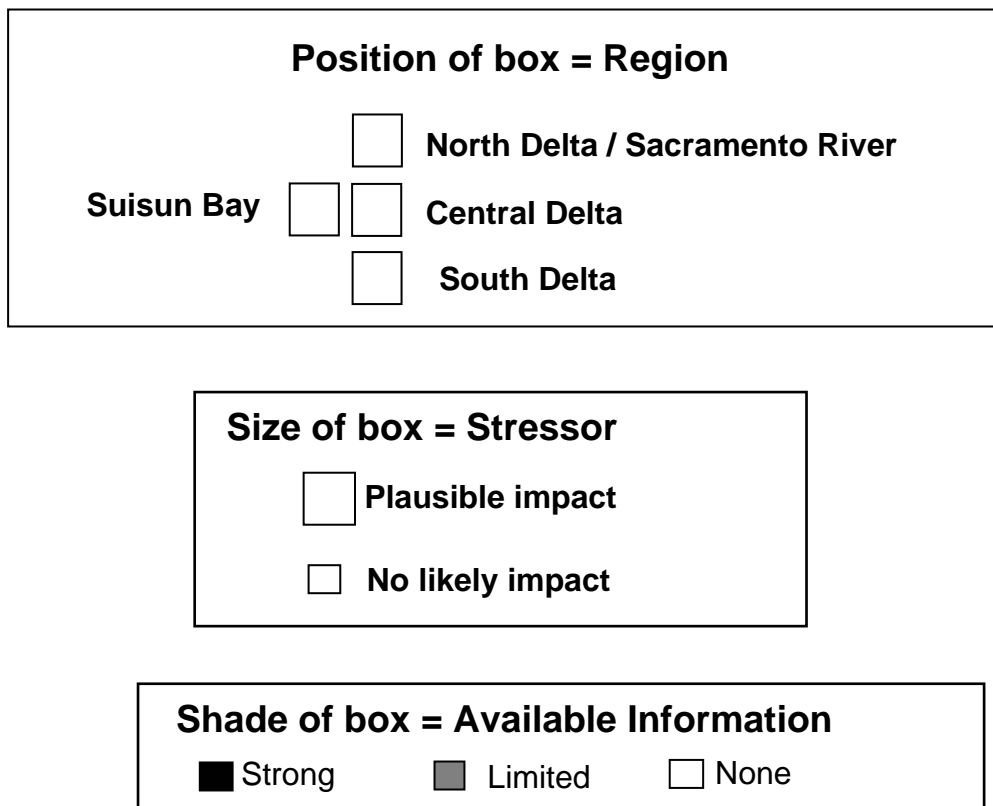 Position of box = Region
North Delta / Sacramento River
Suisun Bay
Central Delta
South Delta
Size of box = Stressor
Plausible impact
No likely impact
Shade of box = Available Information
Strong Limited None